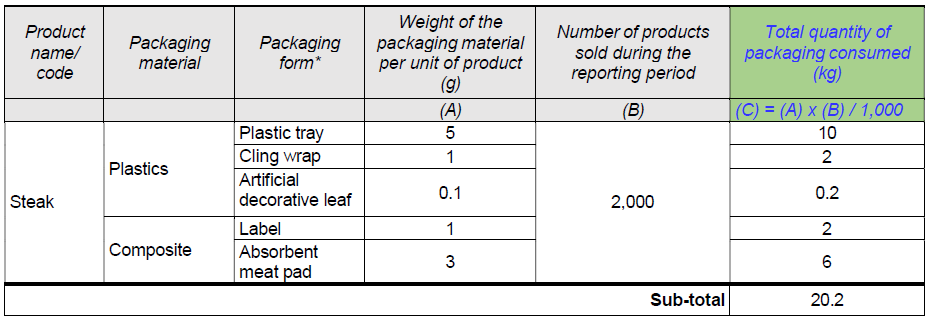 Product name/ code
Packaging material
Packaging form*
Weight of the packaging material per unit of product (g)
Number of products sold during the reporting period
Total quantity of packaging consumed (kg)
(A)
(B)
(C) = (A) x (B) / 1,000
Steak
Plastics
Plastic tray
5
2,000
10
Cling wrap
1
2
Artificial decorative leaf
0.1
0.2
Composite
Label
1
2
Absorbent meat pad
3
6
Sub-total
20.2